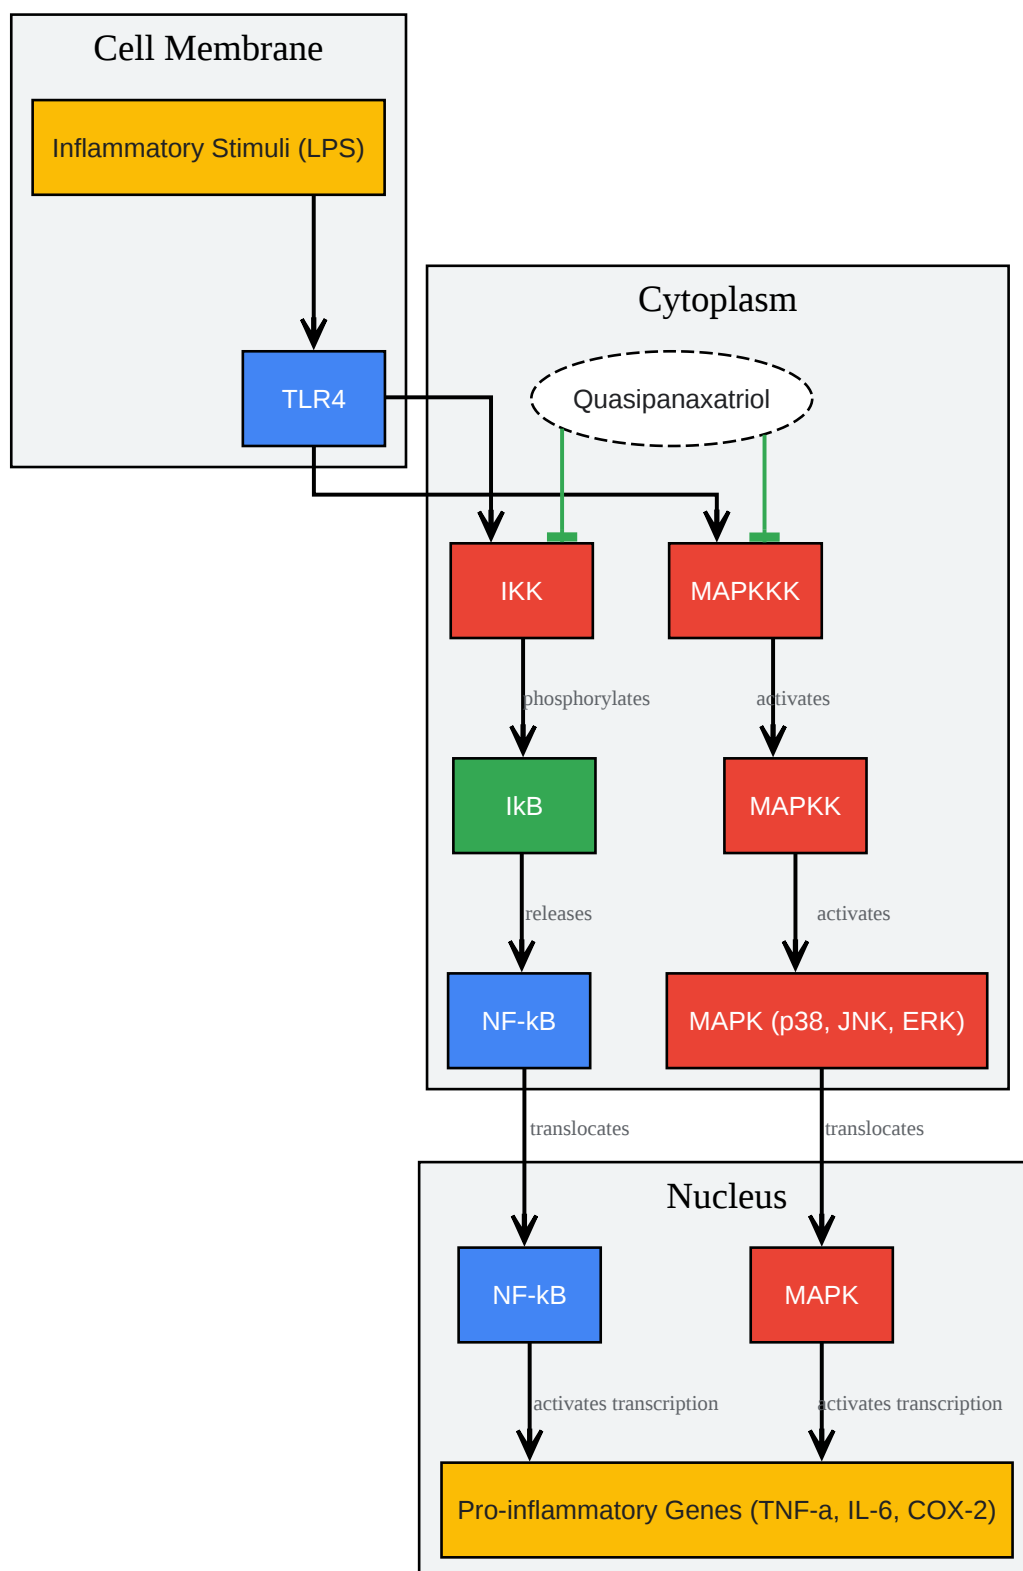 Cell Membrane
Inflammatory Stimuli (LPS)
TLR4
Cytoplasm
Quasipanaxatriol
IKK
MAPKKK
phosphorylates
activates
IkB
MAPKK
releases
activates
NF-kB
MAPK (p38, JNK, ERK)
translocates
translocates
Nucleus
NF-kB
MAPK
activates transcription
activates transcription
Pro-inflammatory Genes (TNF-a, IL-6, COX-2)